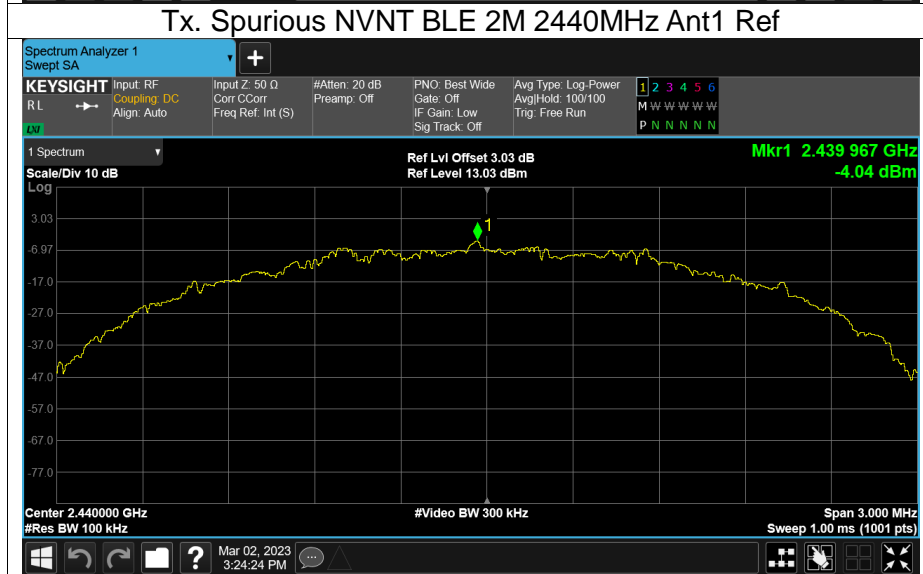 Tx. Spurious NVNT BLE 2M 2440MHz Ant1 Ref
Spectrum Analyzer 1
Swept SA
KEYSIGHT
R L
LXI
Input: RF
Coupling: DC
Align: Auto
Input Z: 50 Ω
Corr CCorr
Freq Ref: Int (S)
#Atten: 20 dB
Preamp: Off
PNO: Best Wide
Gate: Off
IF Gain: Low
Sig Track: Off
Avg Type: Log-Power
Avg|Hold: 100/100
Trig: Free Run
1 2 3 4 5 6
M W W W W W
P N N N N N
1 Spectrum
Scale/Div 10 dB
Log
Ref Lvl Offset 3.03 dB
Ref Level 13.03 dBm
Mkr1 2.439 967 GHz
-4.04 dBm
1
3.03
-6.97
-17.0
-27.0
-37.0
-47.0
-57.0
-67.0
-77.0
Center 2.440000 GHz
#Res BW 100 kHz
#Video BW 300 kHz
Span 3.000 MHz
Sweep 1.00 ms (1001 pts)
?
Mar 02, 2023
3:24:24 PM